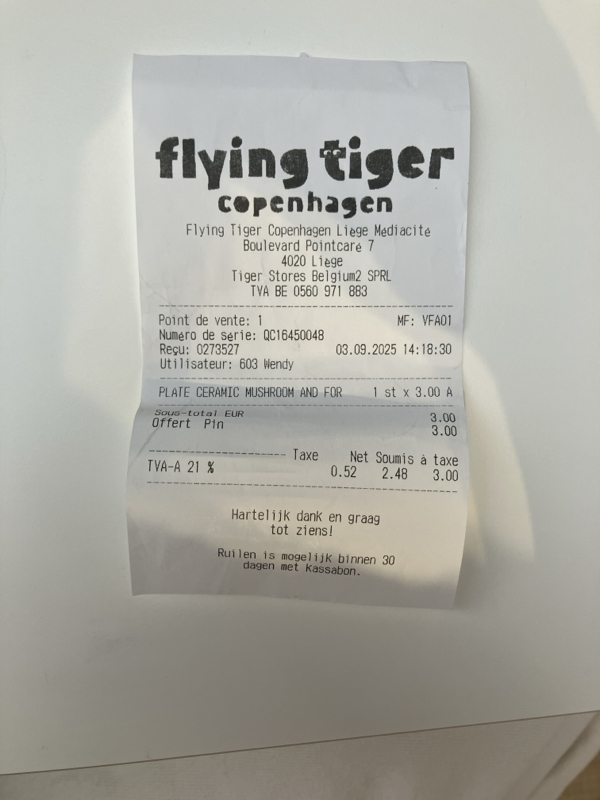 flying tiger
copenhagen
Flying Tiger Copenhagen Liège Médiacité
Boulevard Pointcaré 7
4020 Liège
Tiger Stores Belgium2 SPRL
TVA BE 0560 971 883
Point de vente: 1 MF: VFA01
Numéro de série: QC16450048
Reçu: 0273527 03.09.2025 14:18:30
Utilisateur: 603 Wendy
PLATE CERAMIC MUSHROOM AND FOR 1 st x 3.00 A
Sous-total EUR 3.00
Offert Pin 3.00
Taxe Net Soumis à taxe
TVA-A 21 % 0.52 2.48 3.00
Hartelijk dank en graag
tot ziens!
Ruilen is mogelijk binnen 30
dagen met kassabon.